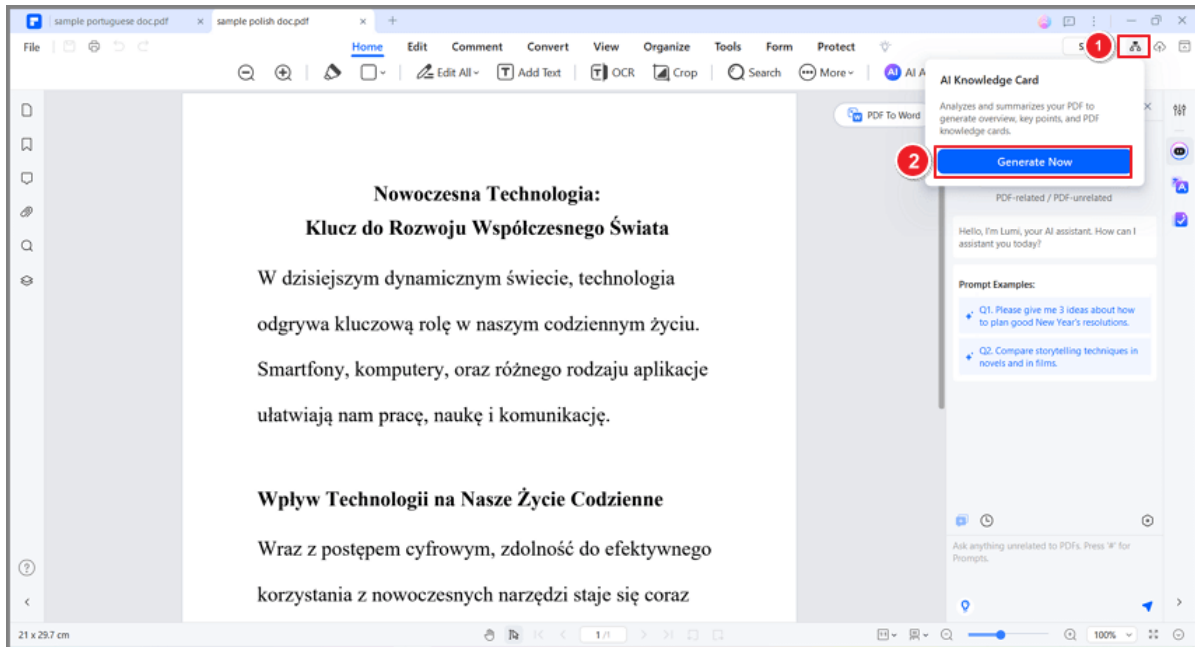 sample portuguese doc.pdf
sample polish doc.pdf
File
Home Edit Comment Convert View Organize Tools Form Protect
S
1
Edit All
Add Text
OCR
Crop
Search
More
AI
AI A
PDF To Word
AI Knowledge Card
Analyzes and summarizes your PDF to
generate overview, key points, and PDF
knowledge cards.
2
Generate Now
PDF-related / PDF-unrelated
Hello, I'm Lumi, your AI assistant. How can I
assistant you today?
Prompt Examples:
Q1. Please give me 3 ideas about how
to plan good New Year's resolutions.
Q2. Compare storytelling techniques in
novels and in films.
Ask anything unrelated to PDFs. Press '#' for
Prompts.
Nowoczesna Technologia:
Klucz do Rozwoju Współczesnego Świata
W dzisiejszym dynamicznym świecie, technologia
odgrywa kluczową rolę w naszym codziennym życiu.
Smartfony, komputery, oraz różnego rodzaju aplikacje
ułatwiają nam pracę, naukę i komunikację.
Wpływ Technologii na Nasze Życie Codzienne
Wraz z postępem cyfrowym, zdolność do efektywnego
korzystania z nowoczesnych narzędzi staje się coraz
21 x 29.7 cm
1 /1
100%